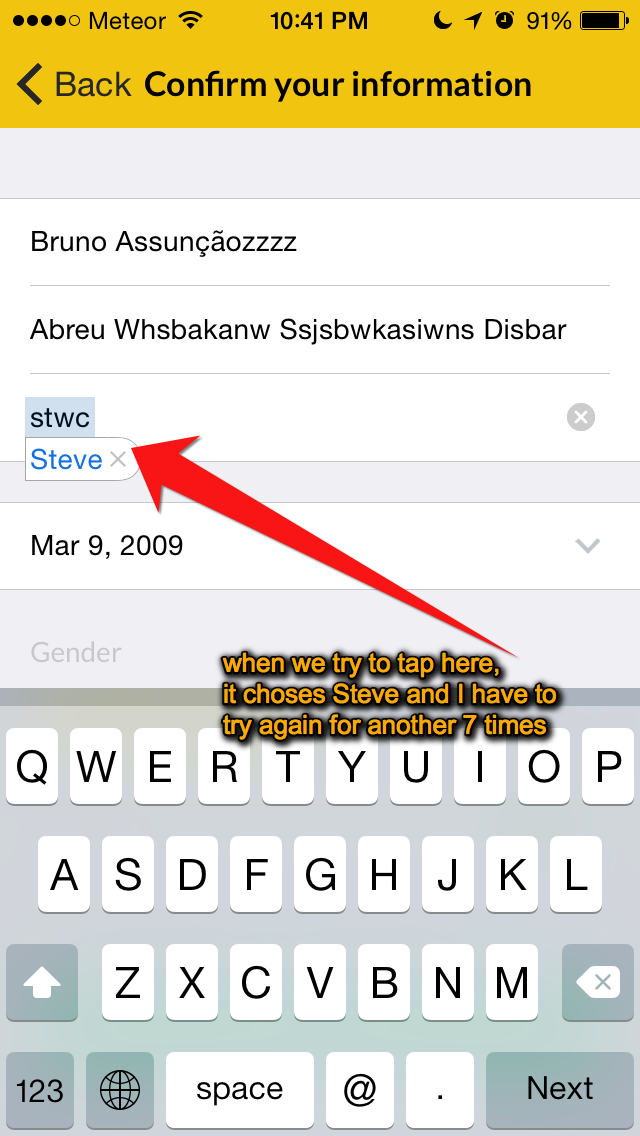 Meteor 10:41 PM 91%
Back Confirm your information
Bruno Assunçãozzzz
Abreu Whsbakanw Ssjsbwkasiwns Disbar
stwc
Steve
Mar 9, 2009
Gender
when we try to tap here,
it choses Steve and I have to
try again for another 7 times
Q W E R T Y U I O P
A S D F G H J K L
Z X C V B N M
123 space @ . Next